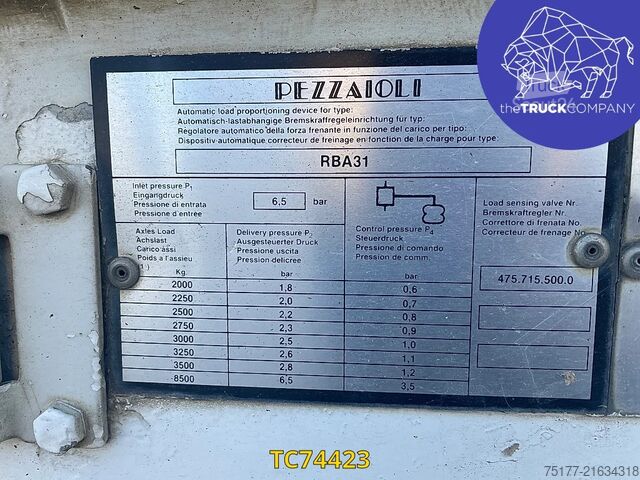 PEZZAIOLI
Automatic load proportioning device for type:
Automatisch-lastabhängige Bremskraffregeleinrichtung für typ:
Regolatore automatico della forza frenante in funzione del carico per tipo:
Dispositiv-automatique correcteur de freinage en fonction de la charge pour type:
RBA31
Inlet pressure P1
Eingangdruck
Pressione di entrata
Pression d'entree
6,5 bar
Load sensing valve Nr.
Bremskraftregler Nr.
Correttore di frenata No.
Correcteur de frenage No.
Axles Load
Achslast
Carico assi
Poids a l'assieu
Kg
Delivery pressure P2
Ausgesteuerter Druck
Pressione uscita
Pression delicree
bar
Control pressure P4
Steuerdruck
Pressione di comando
Pression de comm.
bar
475.715.500.0
2000 1,8 0,6
2250 2,0 0,7
2500 2,2 0,8
2750 2,3 0,9
3000 2,5 1,0
3250 2,6 1,1
3500 2,8 1,2
8500 6,5 3,5
theTRUCKCOMPANY
TC74423
75177-21634318